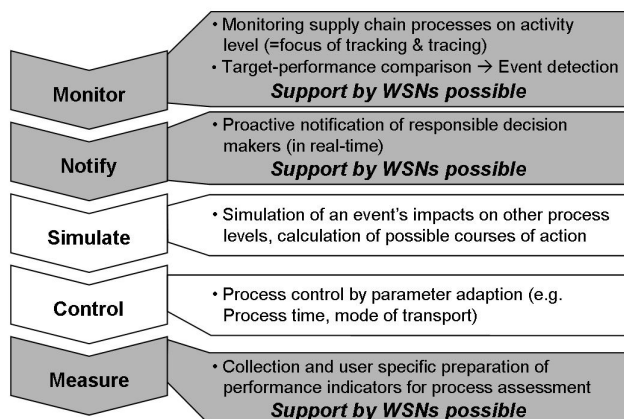 Monitor
• Monitoring supply chain processes on activity
level (=focus of tracking & tracing)
• Target-performance comparison → Event detection
Support by WSNs possible
Notify
• Proactive notification of responsible decision
makers (in real-time)
Support by WSNs possible
Simulate
• Simulation of an event's impacts on other process
levels, calculation of possible courses of action
Control
• Process control by parameter adaption (e.g.
Process time, mode of transport)
Measure
• Collection and user specific preparation of
performance indicators for process assessment
Support by WSNs possible